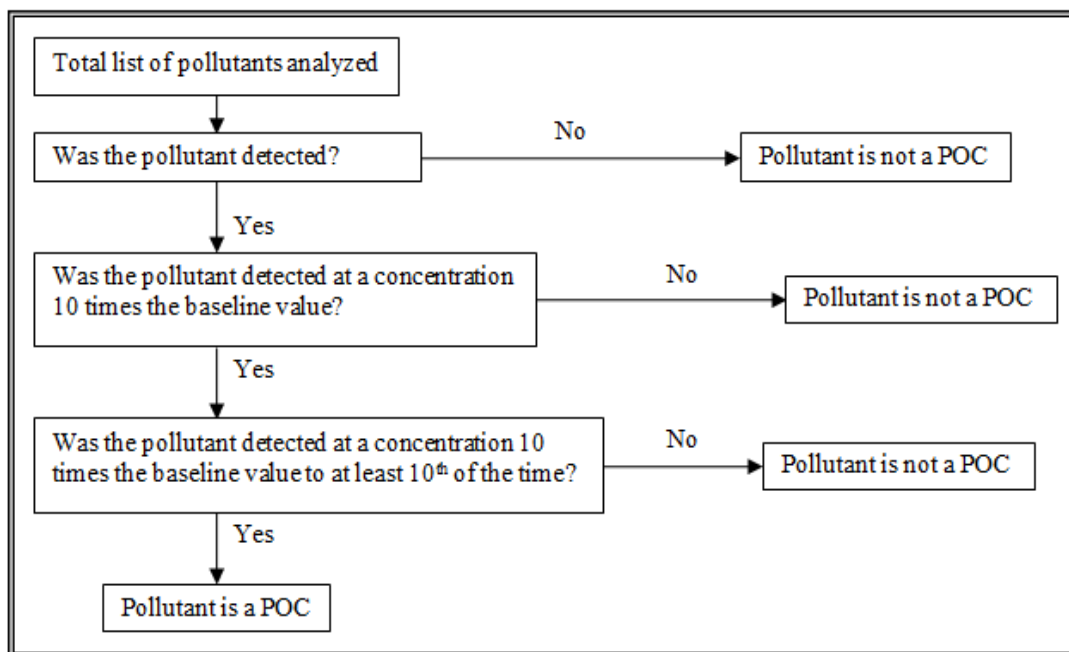 Total list of pollutants analyzed
Was the pollutant detected?
No
Pollutant is not a POC
Yes
Was the pollutant detected at a concentration
10 times the baseline value?
No
Pollutant is not a POC
Yes
Was the pollutant detected at a concentration 10
times the baseline value to at least 10th of the time?
No
Pollutant is not a POC
Yes
Pollutant is a POC